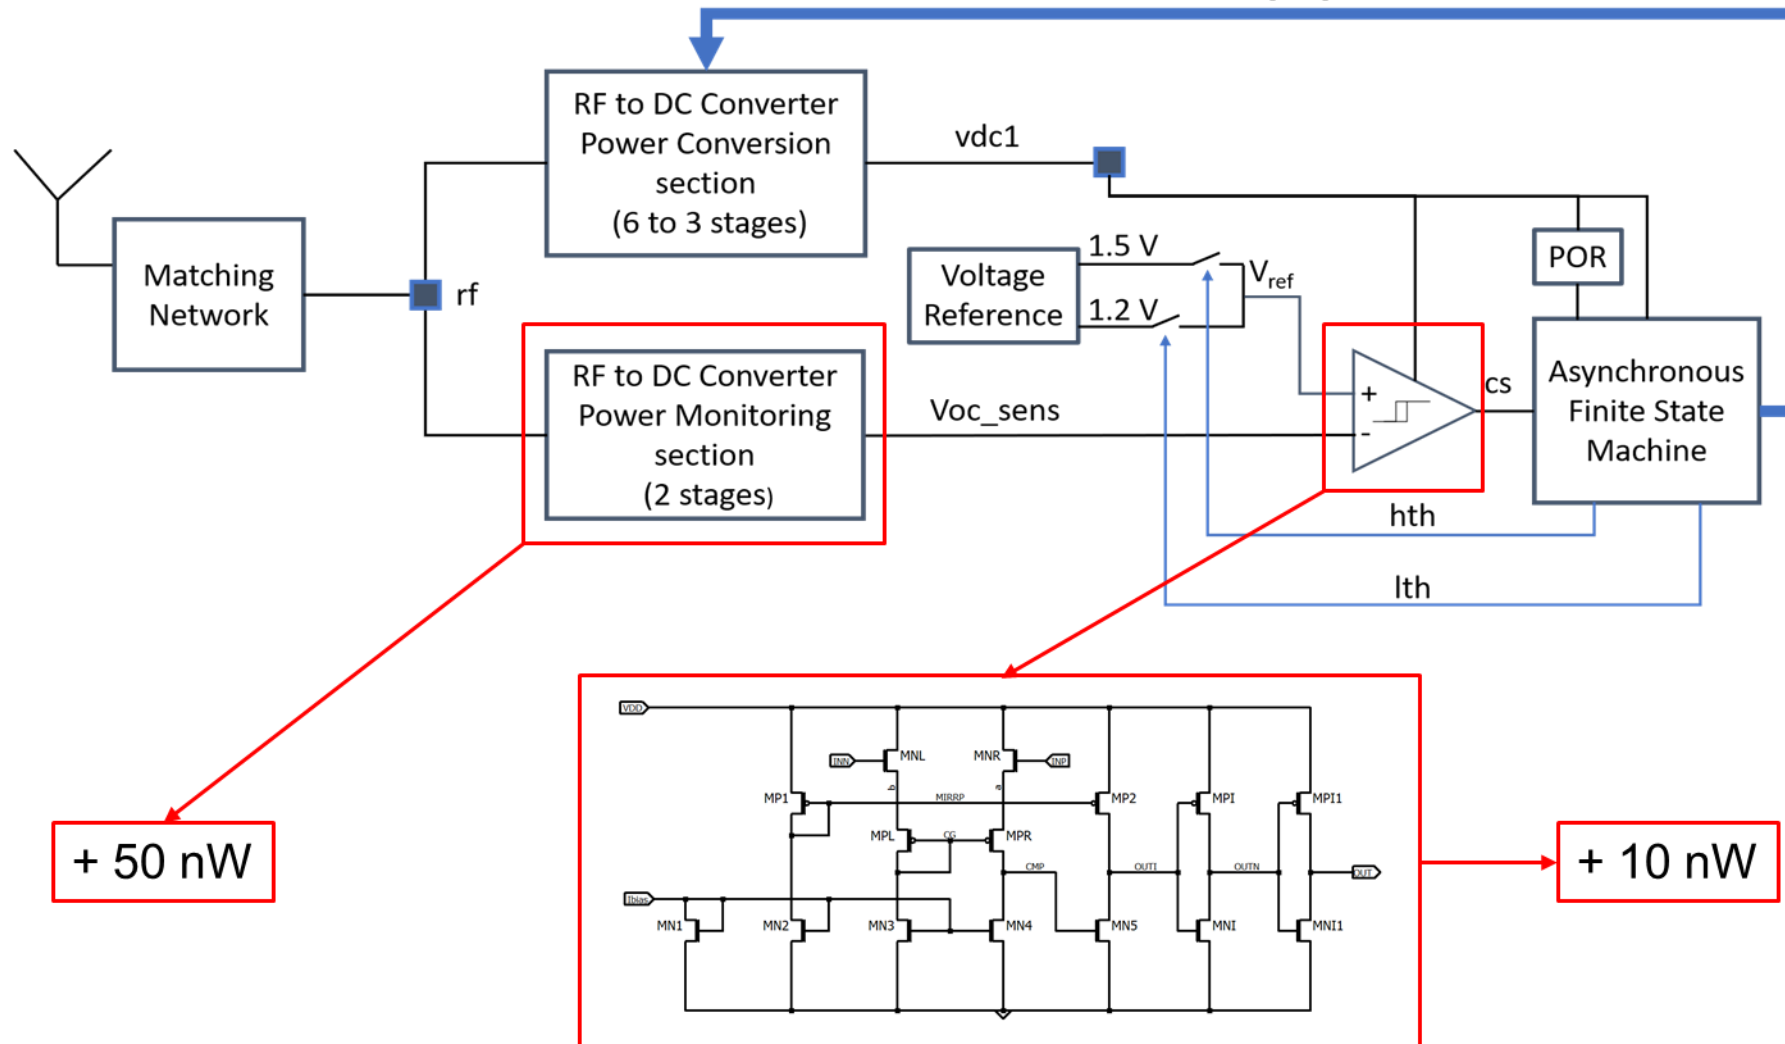 RF to DC Converter
Power Conversion
section
(6 to 3 stages)
vdc1
Matching
Network
rf
Voltage
Reference
1.5 V
1.2 V
Vref
POR
RF to DC Converter
Power Monitoring
section
(2 stages)
Voc_sens
+
-
cs
Asynchronous
Finite State
Machine
hth
lth
VDD
INN
MNL
MNR
INP
b
a
MP1
MIRRP
MP2
MPI
MPI1
MPL
CG
MPR
CMP
OUTI
OUTN
OUT
Ibias
MN1
MN2
MN3
MN4
MN5
MNI
MNI1
+ 50 nW
+ 10 nW